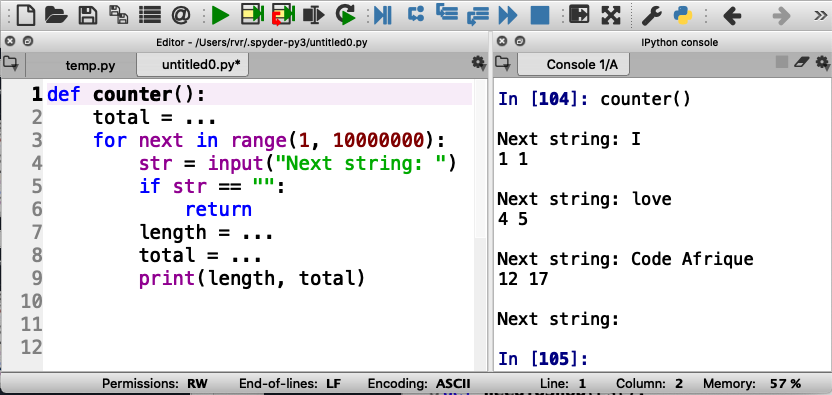 Editor - /Users/rvr/.spyder-py3/untitled0.py
temp.py untitled0.py*
1 def counter():
2     total = ...
3     for next in range(1, 10000000):
4         str = input("Next string: ")
5         if str == "":
6             return
7         length = ...
8         total = ...
9         print(length, total)
10
11
12
IPython console
Console 1/A
In [104]: counter()
Next string: I
1 1
Next string: love
4 5
Next string: Code Afrique
12 17
Next string:
In [105]:
Permissions: RW End-of-lines: LF Encoding: ASCII Line: 1 Column: 2 Memory: 57 %